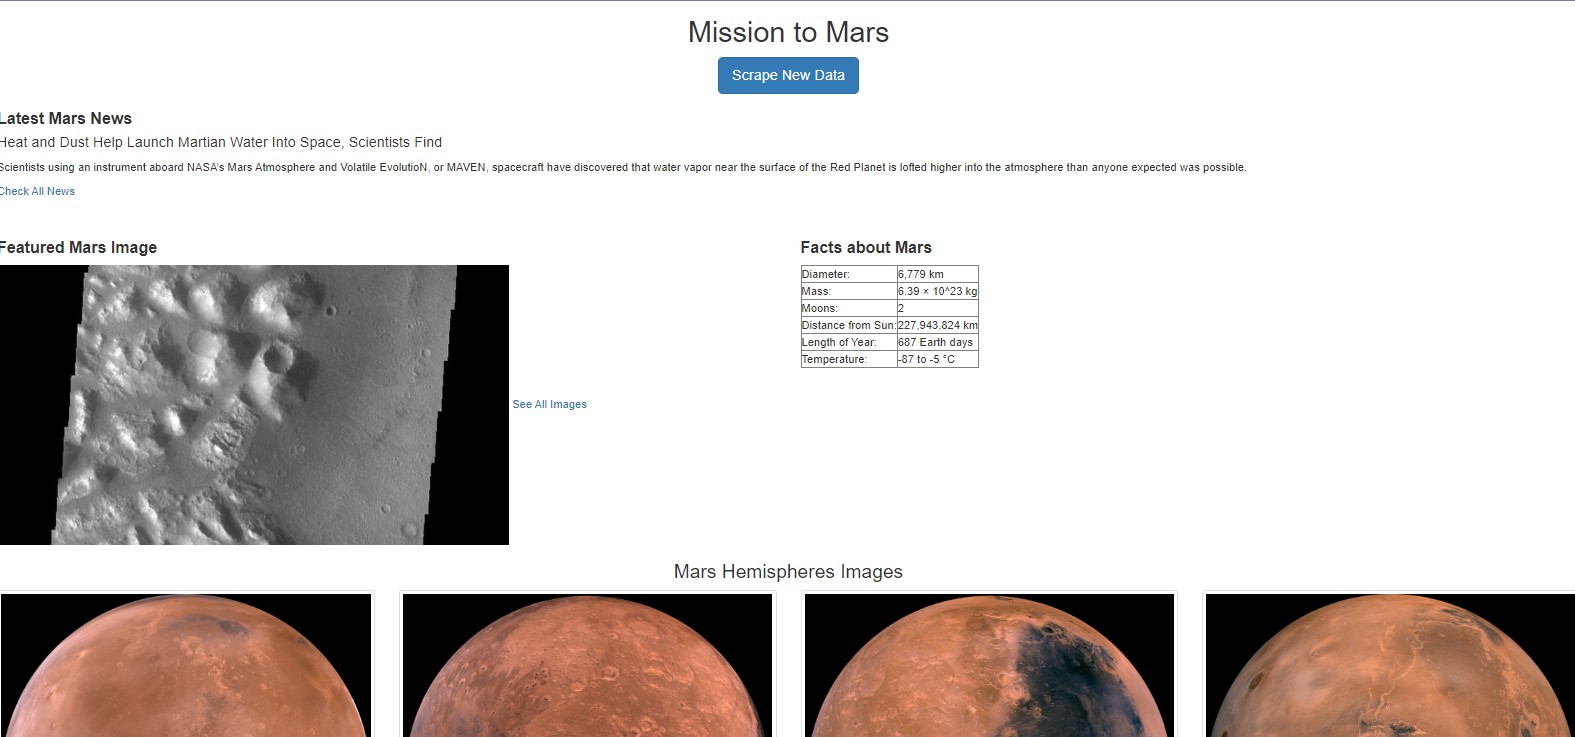 Mission to Mars
Scrape New Data
Latest Mars News
Heat and Dust Help Launch Martian Water Into Space, Scientists Find
Scientists using an instrument aboard NASA's Mars Atmosphere and Volatile EvolutioN, or MAVEN, spacecraft have discovered that water vapor near the surface of the Red Planet is lofted higher into the atmosphere than anyone expected was possible.
Check All News
Featured Mars Image
See All Images
Facts about Mars
Diameter: 6,779 km
Mass: 6.39 × 10^23 kg
Moons: 2
Distance from Sun: 227,943,824 km
Length of Year: 687 Earth days
Temperature: -87 to -5 °C
Mars Hemispheres Images